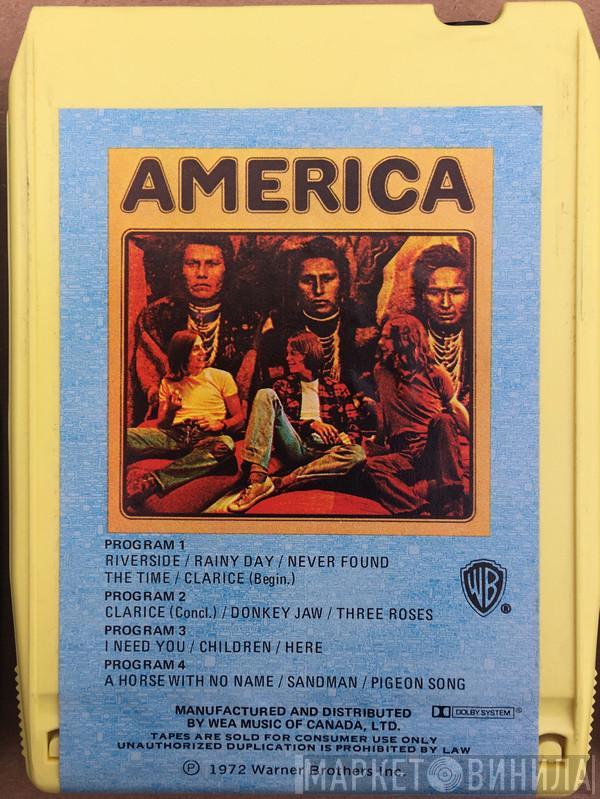 AMERICA
PROGRAM 1
RIVERSIDE / RAINY DAY / NEVER FOUND
THE TIME / CLARICE (Begin.)
PROGRAM 2
CLARICE (Concl.) / DONKEY JAW / THREE ROSES
PROGRAM 3
I NEED YOU / CHILDREN / HERE
PROGRAM 4
A HORSE WITH NO NAME / SANDMAN / PIGEON SONG
WB ®
MANUFACTURED AND DISTRIBUTED
BY WEA MUSIC OF CANADA, LTD.
DOLBY SYSTEM ®
TAPES ARE SOLD FOR CONSUMER USE ONLY
UNAUTHORIZED DUPLICATION IS PROHIBITED BY LAW
℗ 1972 Warner Brothers Inc.
МАРКЕТ ВИНИЛА